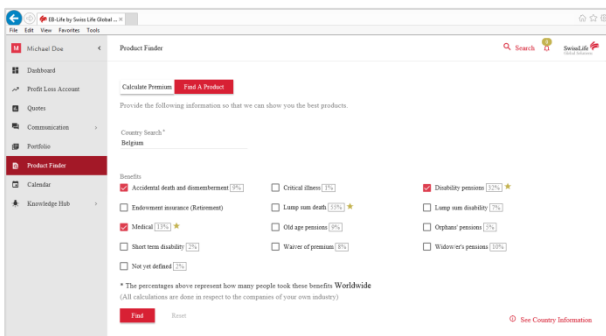 EB-Life by Swiss Life Global ... ×
File Edit View Favorites Tools
M Michael Doe
Product Finder
Search
SwissLife
Dashboard
Profit Loss Account
Quotes
Communication
Portfolio
Product Finder
Calendar
Knowledge Hub
Calculate Premium Find A Product
Provide the following information so that we can show you the best products.
Country Search *
Belgium
Benefits
Accidental death and dismemberment 9% Critical illness 1% Disability pensions 12%
Endowment insurance (Retirement) Lump sum death Lump sum disability 7%
Medical 13% Old age pensions 9% Orphans' pensions 5%
Short term disability 2% Waiver of premium 8% Widow/er's pensions 10%
Not yet defined 2%
* The percentages above represent how many people took these benefits Worldwide
(All calculations are done in respect to the companies of your own industry)
Find Reset
See Country Information